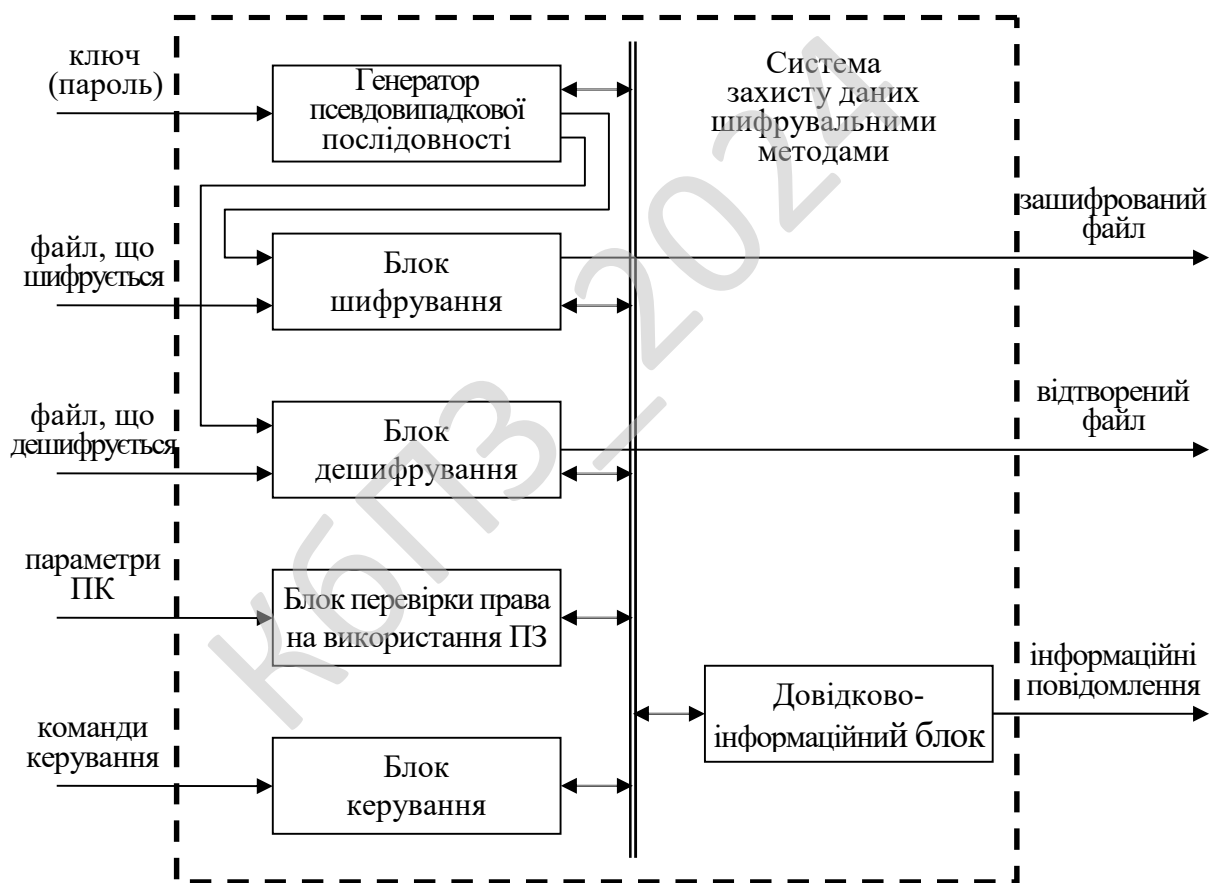 ключ
(пароль)
Генератор
псевдовипадкової
послідовності
Система
захисту даних
шифрувальними
методами
файл, що
шифрується
Блок
шифрування
зашифрований
файл
файл, що
дешифрується
Блок
дешифрування
відтворений
файл
параметри
ПК
Блок перевірки права
на використання ПЗ
Довідково-
інформаційний блок
інформаційні
повідомлення
команди
керування
Блок
керування
КбПЗ_2024